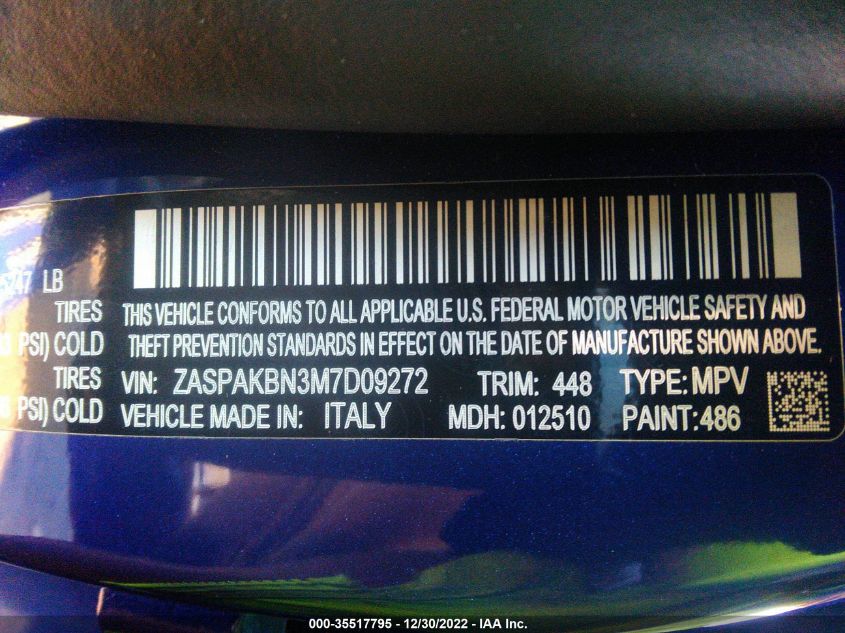 LB
TIRES THIS VEHICLE CONFORMS TO ALL APPLICABLE U.S. FEDERAL MOTOR VEHICLE SAFETY AND
PSI) COLD THEFT PREVENTION STANDARDS IN EFFECT ON THE DATE OF MANUFACTURE SHOWN ABOVE.
TIRES VIN: ZASPAKBN3M7D09272 TRIM: 448 TYPE: MPV
PSI) COLD VEHICLE MADE IN: ITALY MDH: 012510 PAINT:486
000-35517795 - 12/30/2022 - IAA Inc.